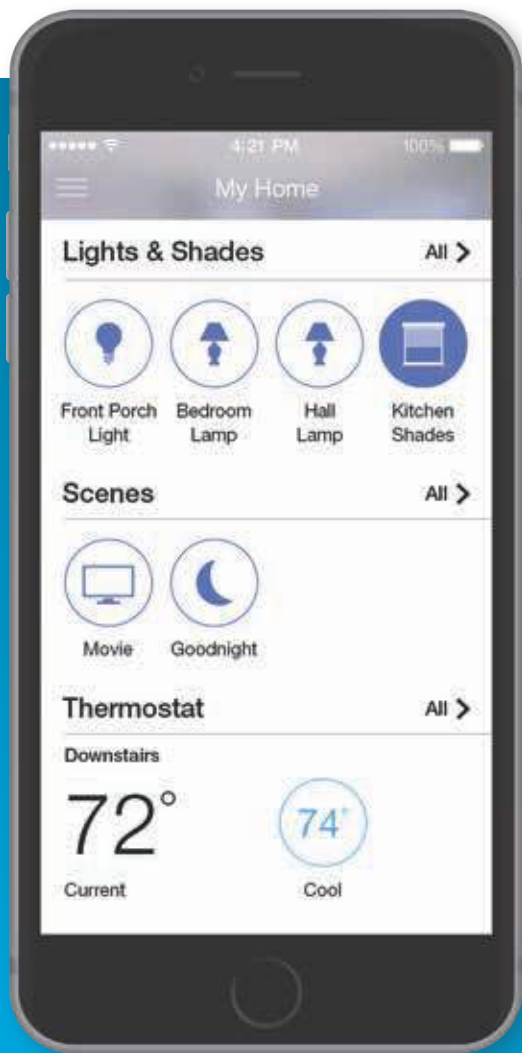 4:21 PM 100%
My Home
Lights & Shades All
Front Porch Light
Bedroom Lamp
Hall Lamp
Kitchen Shades
Scenes All
Movie Goodnight
Thermostat All
Downstairs
72° 74°
Current Cool